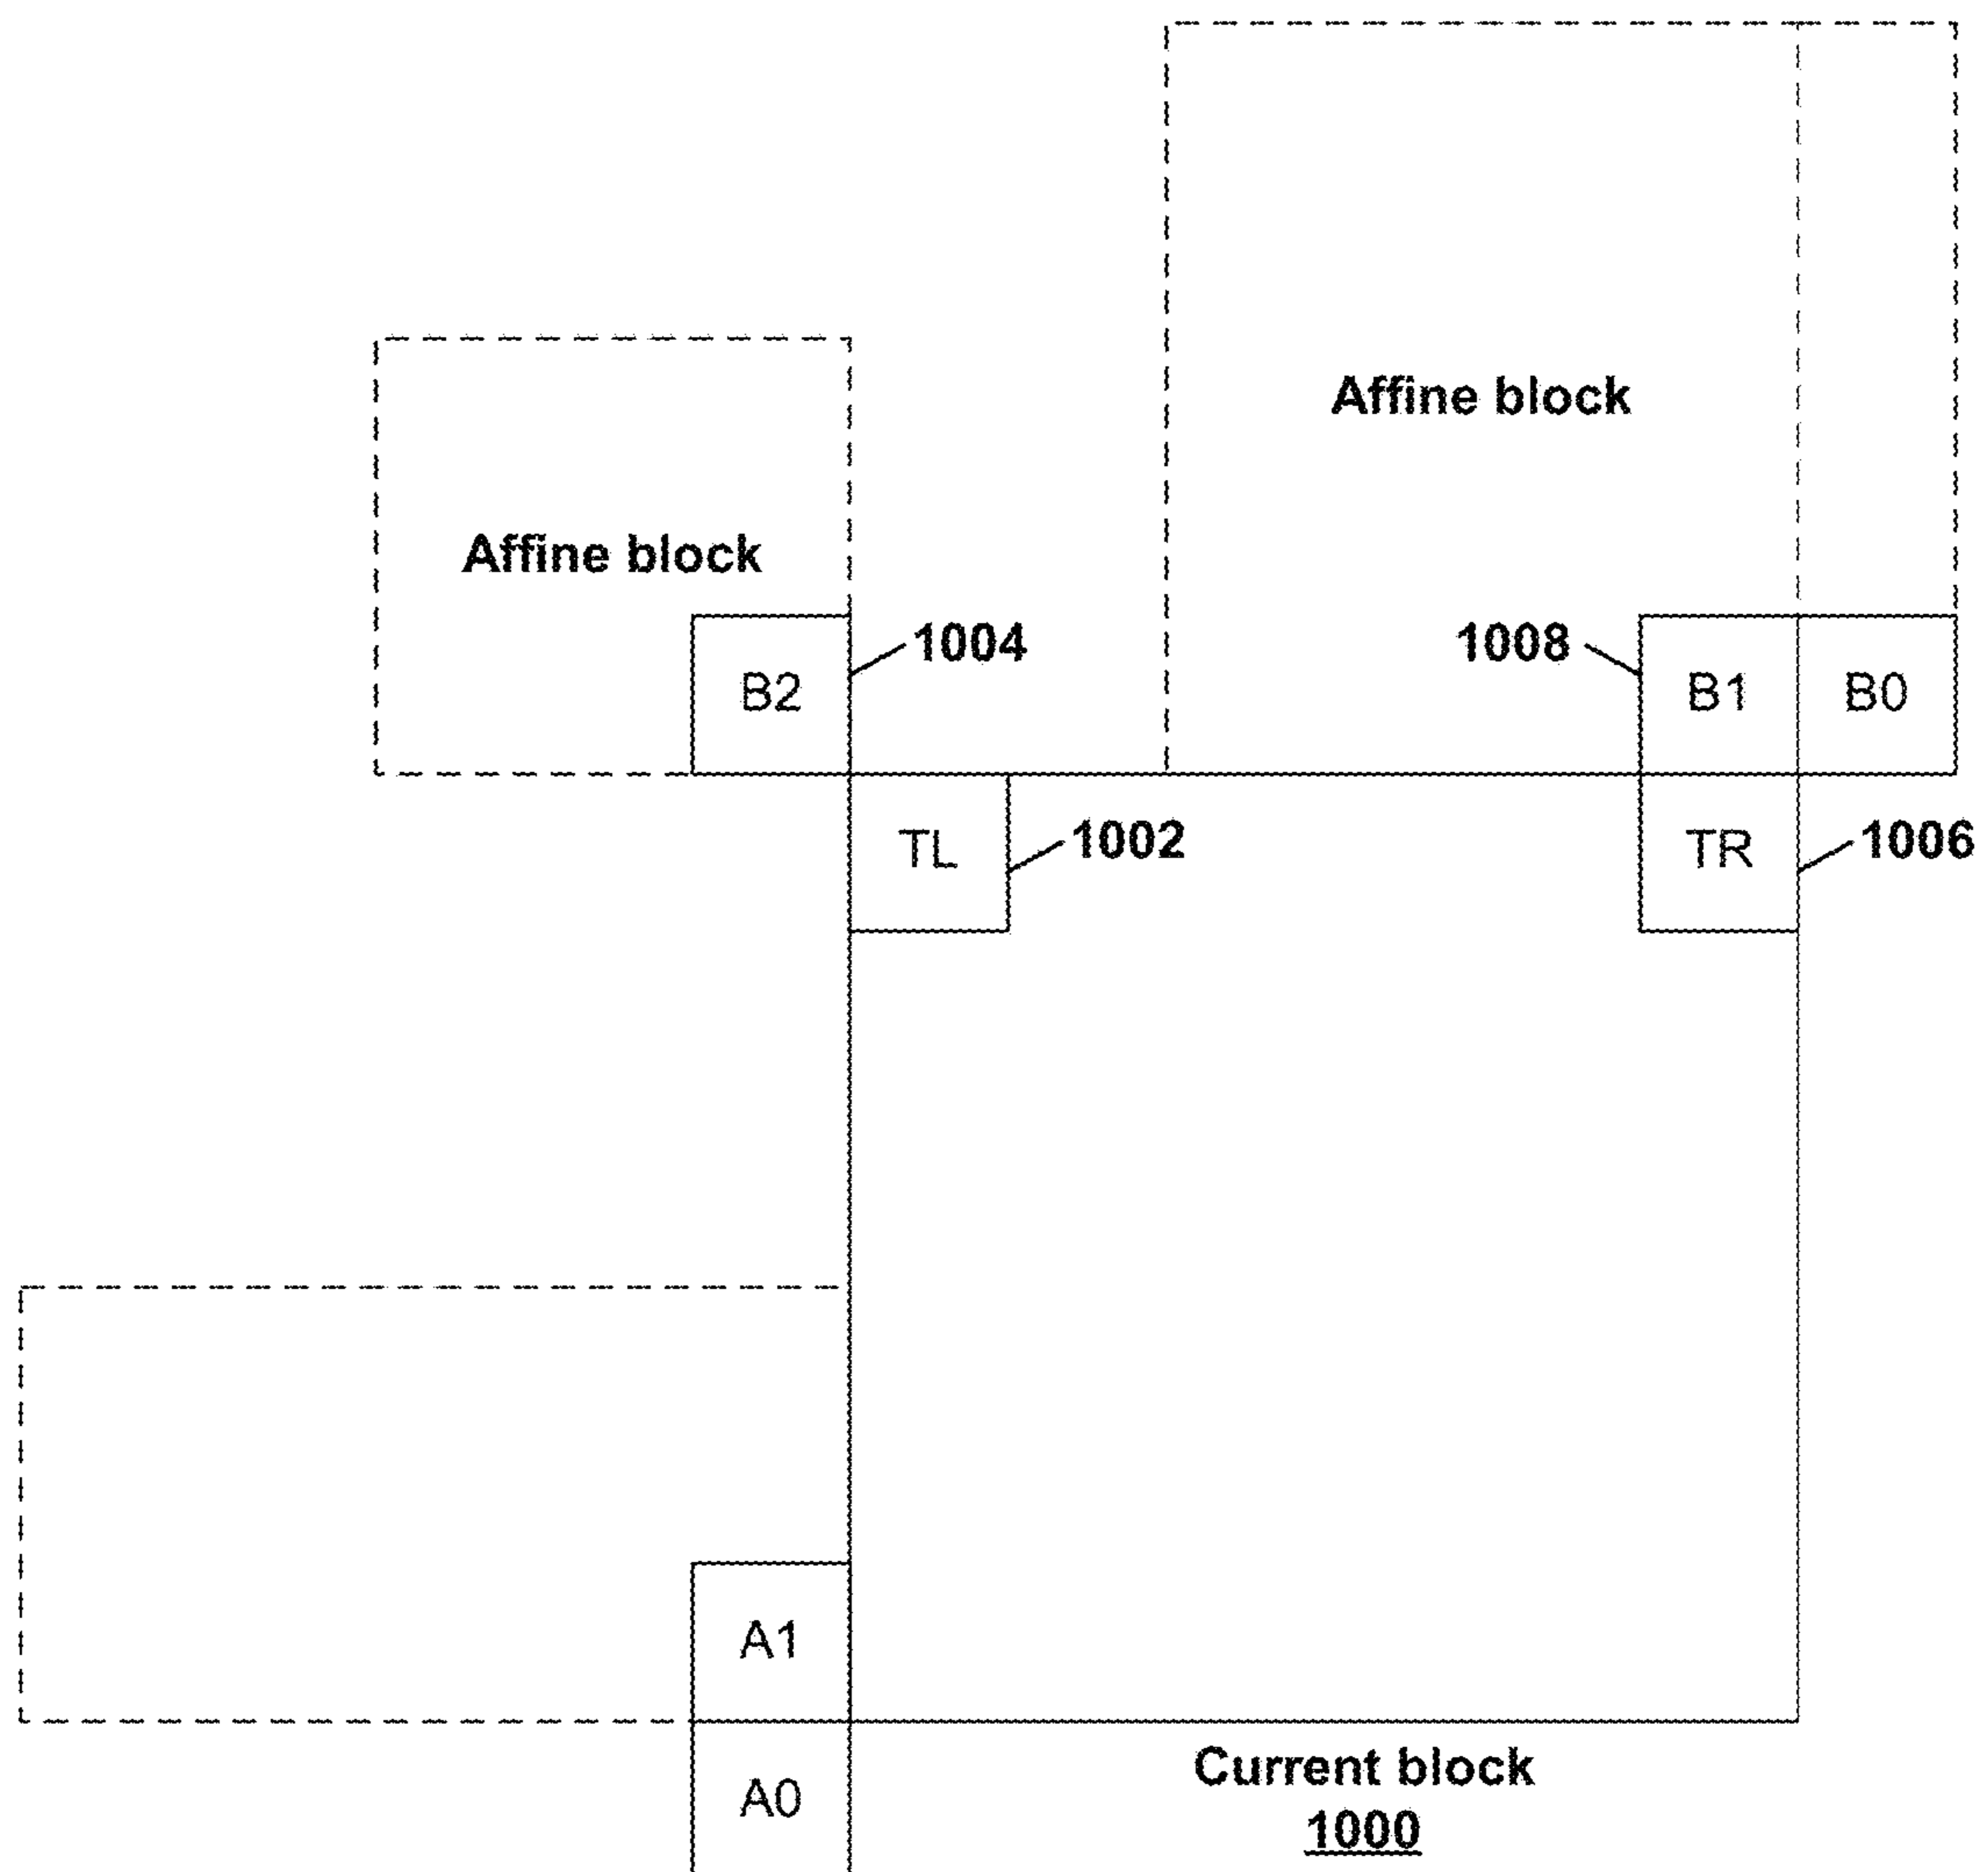 Affine block
Affine block
1004
1008
B2
B1
B0
TL
1002
TR
1006
A1
A0
Current block
1000